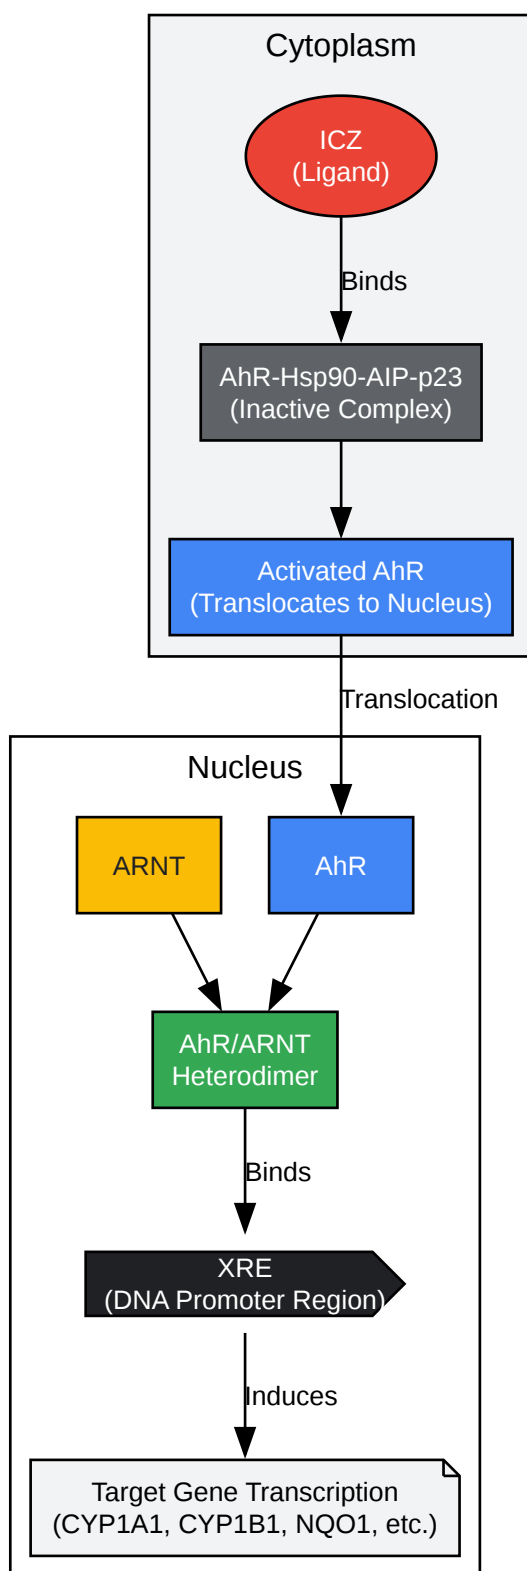 Cytoplasm
ICZ
(Ligand)
Binds
AhR-Hsp90-AIP-p23
(Inactive Complex)
Activated AhR
(Translocates to Nucleus)
Translocation
Nucleus
ARNT
AhR
AhR/ARNT
Heterodimer
Binds
XRE
(DNA Promoter Region)
Induces
Target Gene Transcription
(CYP1A1, CYP1B1, NQO1, etc.)